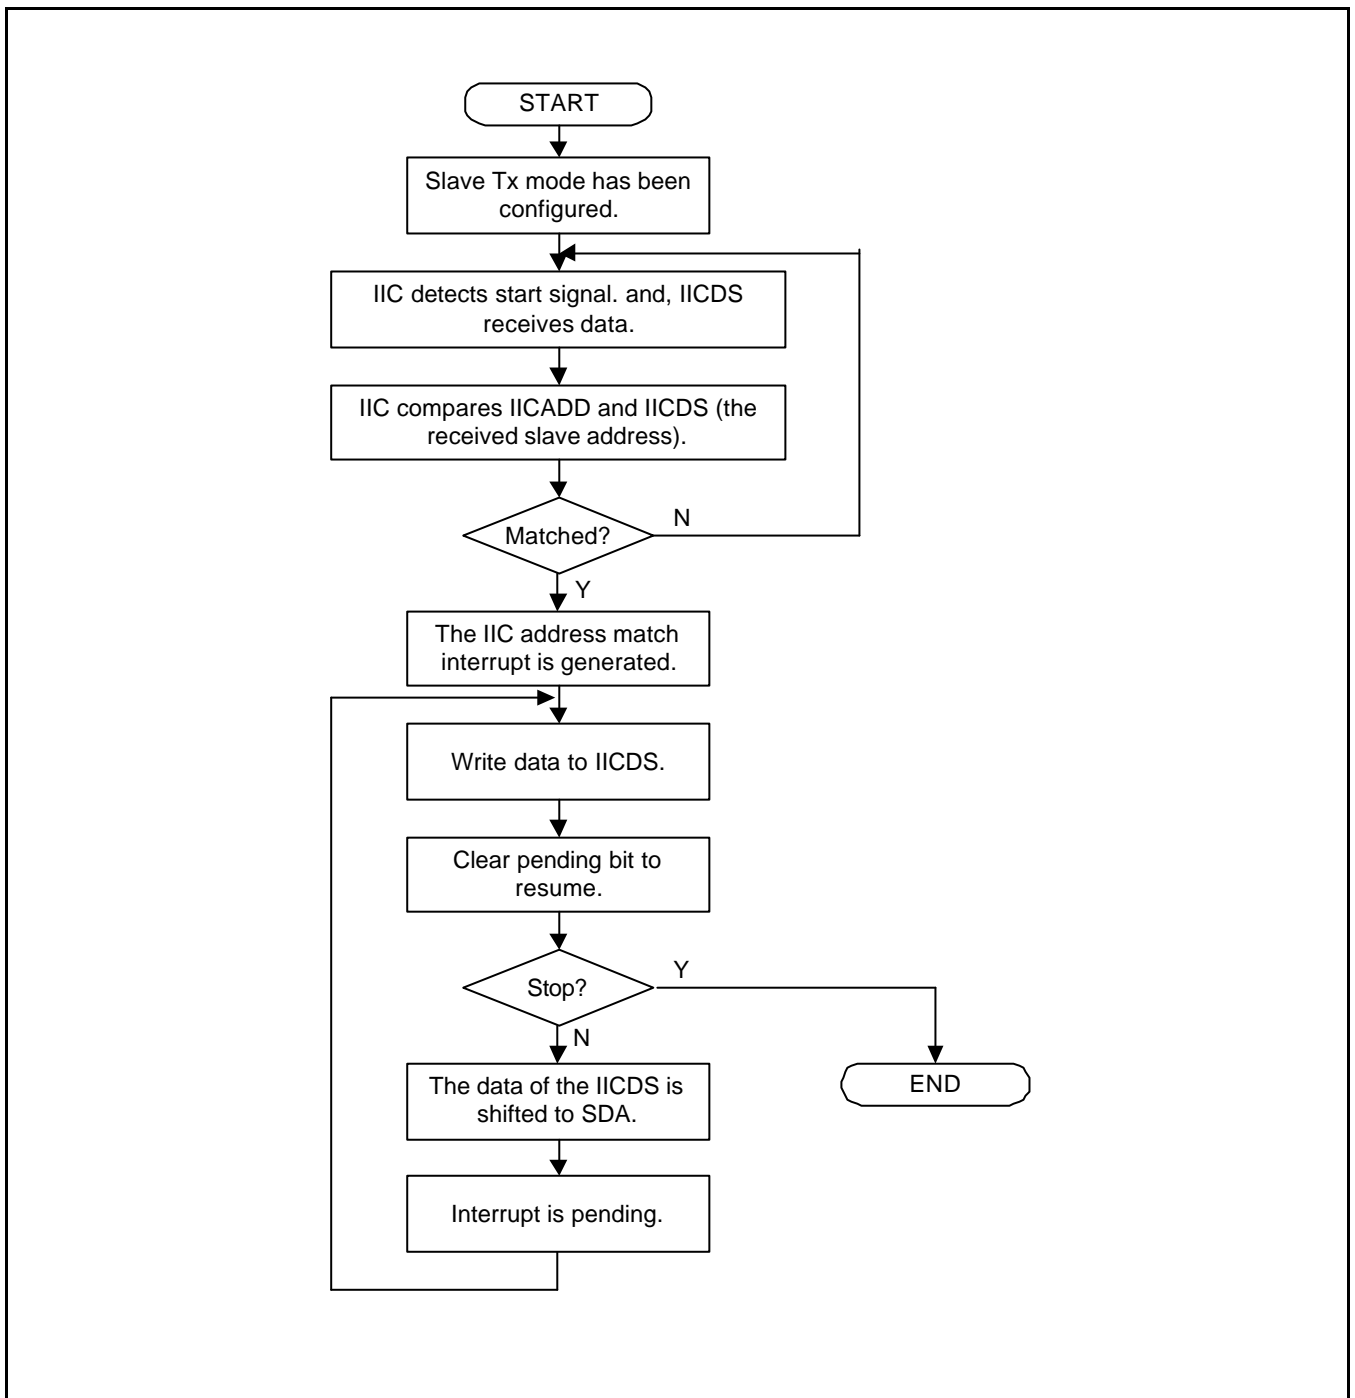 START
Slave Tx mode has been
configured.
IIC detects start signal. and, IICDS
receives data.
IIC compares IICADD and IICDS (the
received slave address).
Matched?
N
Y
The IIC address match
interrupt is generated.
Write data to IICDS.
Clear pending bit to
resume.
Stop?
Y
N
The data of the IICDS is
shifted to SDA.
END
Interrupt is pending.